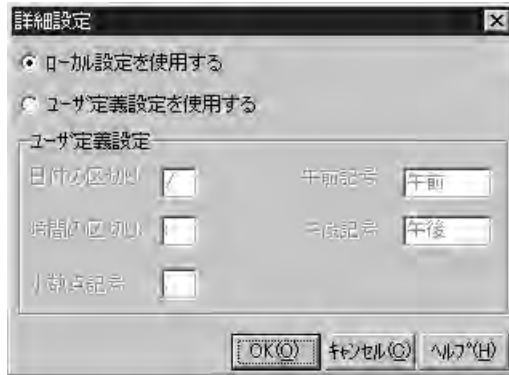 詳細設定
ローカル設定を使用する
ユーザ定義設定を使用する
ユーザ定義設定
日付の区切り /
午前記号 午前
時間の区切り :
午後記号 午後
小数点記号 .
OK(O) キャンセル(C) ヘルプ(H)